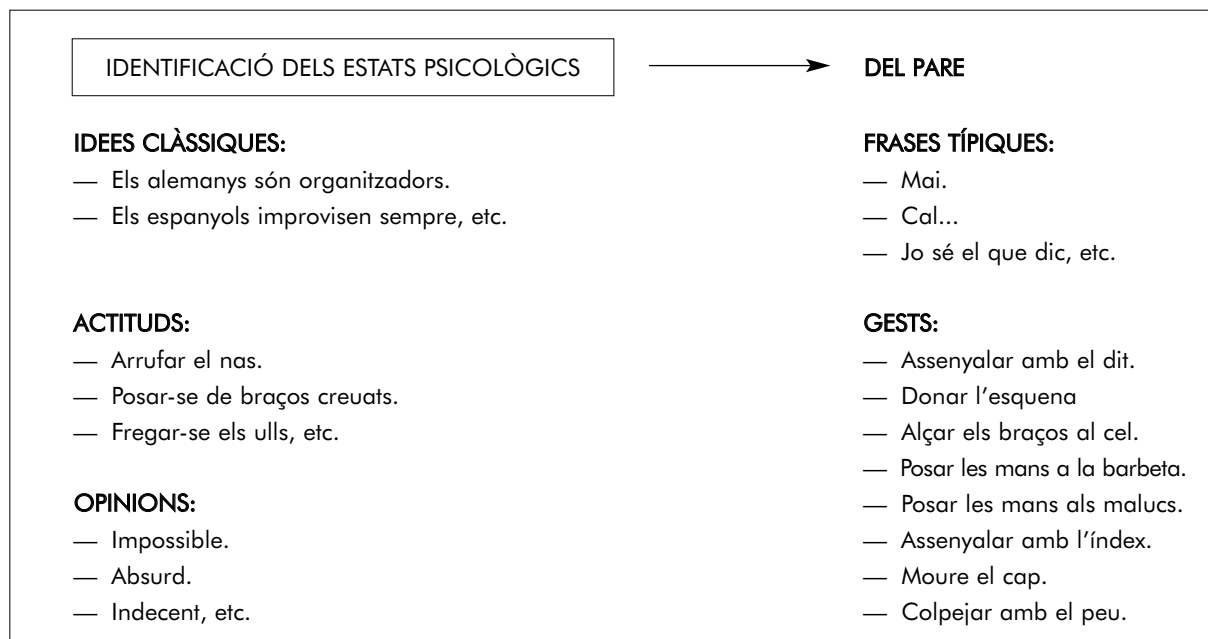 IDENTIFICACIÓ DELS ESTATS PSICOLÒGICS
DEL PARE
IDEES CLÀSSIQUES:
— Els alemanys són organitzadors.
— Els espanyols improvisen sempre, etc.
FRASES TÍPIQUES:
— Mai.
— Cal...
— Jo sé el que dic, etc.
ACTITUDS:
— Arrufar el nas.
— Posar-se de braços creuats.
— Fregar-se els ulls, etc.
GESTS:
— Assenyalar amb el dit.
— Donar l’esquena
— Alçar els braços al cel.
— Posar les mans a la barbeta.
— Posar les mans als malucs.
— Assenyalar amb l’índex.
— Moure el cap.
— Colpejar amb el peu.
OPINIONS:
— Impossible.
— Absurd.
— Indecent, etc.